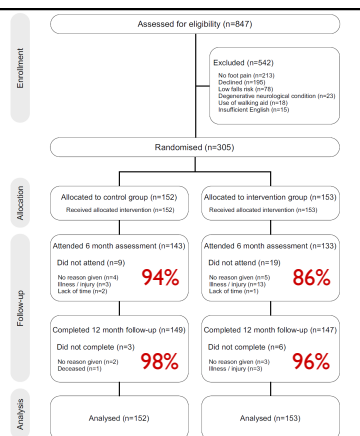 Enrollment
Assessed for eligibility (n=847)
Excluded (n=542)
No foot pain (n=213)
Declined (n=195)
Low falls risk (n=78)
Degenerative neurological condition (n=23)
Use of walking aid (n=18)
Insufficient English (n=15)
Randomised (n=305)
Allocation
Allocated to control group (n=152)
Received allocated intervention (n=152)
Allocated to intervention group (n=153)
Received allocated intervention (n=153)
Follow-up
Attended 6 month assessment (n=143)
Did not attend (n=9)
No reason given (n=4)
Illness / injury (n=3)
Lack of time (n=2)
94%
Attended 6 month assessment (n=133)
Did not attend (n=19)
No reason given (n=5)
Illness / injury (n=13)
Lack of time (n=1)
86%
Completed 12 month follow-up (n=149)
Did not complete (n=3)
No reason given (n=2)
Deceased (n=1)
98%
Completed 12 month follow-up (n=147)
Did not complete (n=6)
No reason given (n=3)
Illness / injury (n=3)
96%
Analysis
Analysed (n=152)
Analysed (n=153)